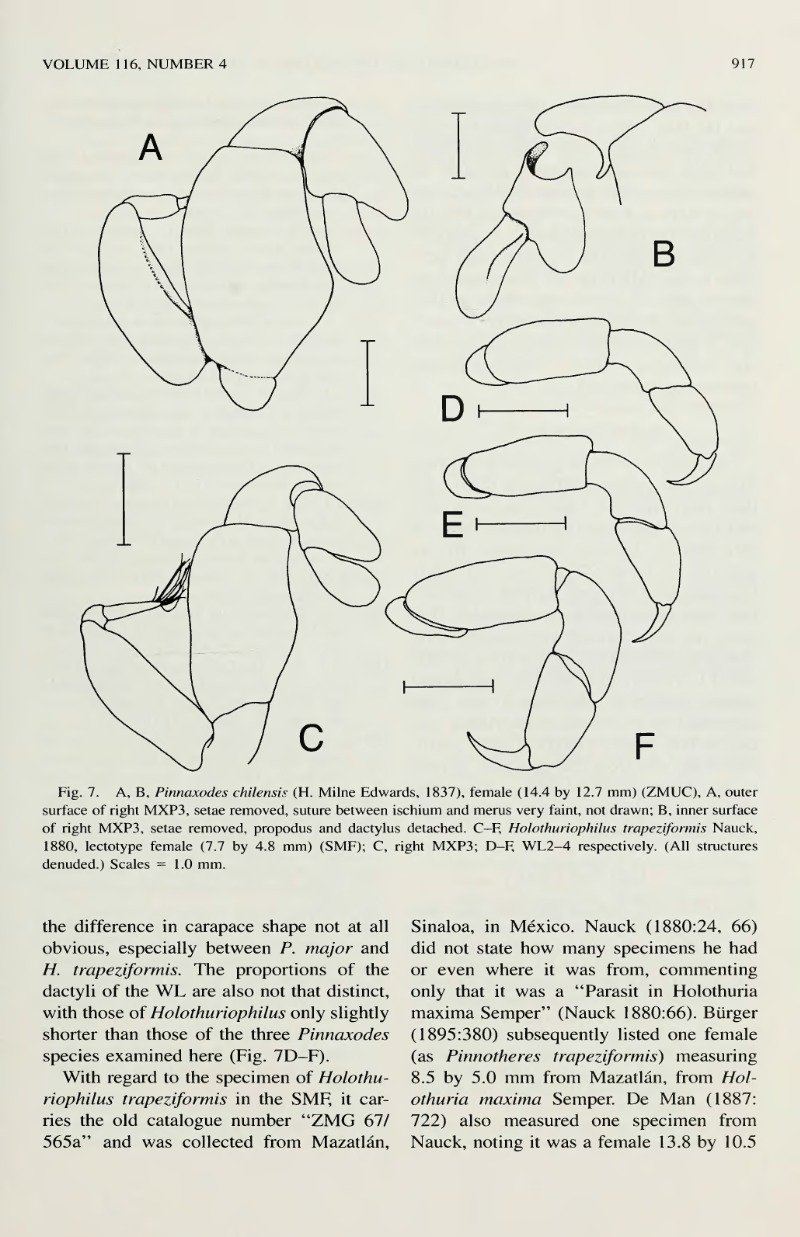 VOLUME 116, NUMBER 4
917
A
B
D
E
C
F
Fig. 7. A, B, Pinnaxodes chilensis (H. Milne Edwards, 1837), female (14.4 by 12.7 mm) (ZMUC), A, outer
surface of right MXP3, setae removed, suture between ischium and merus very faint, not drawn; B, inner surface
of right MXP3, setae removed, propodus and dactylus detached. C–F, Holothuriophilus trapeziformis Nauck,
1880, lectotype female (7.7 by 4.8 mm) (SMF); C, right MXP3; D–F, WL2–4 respectively. (All structures
denuded.) Scales = 1.0 mm.
the difference in carapace shape not at all
obvious, especially between P. major and
H. trapeziformis. The proportions of the
dactyli of the WL are also not that distinct,
with those of Holothuriophilus only slightly
shorter than those of the three Pinnaxodes
species examined here (Fig. 7D–F).
With regard to the specimen of Holothu-
riophilus trapeziformis in the SMF, it car-
ries the old catalogue number “ZMG 67/
565a” and was collected from Mazatlán,
Sinaloa, in México. Nauck (1880:24, 66)
did not state how many specimens he had
or even where it was from, commenting
only that it was a “Parasit in Holothuria
maxima Semper” (Nauck 1880:66). Bürger
(1895:380) subsequently listed one female
(as Pinnotheres trapeziformis) measuring
8.5 by 5.0 mm from Mazatlán, from Hol-
othuria maxima Semper. De Man (1887:
722) also measured one specimen from
Nauck, noting it was a female 13.8 by 10.5